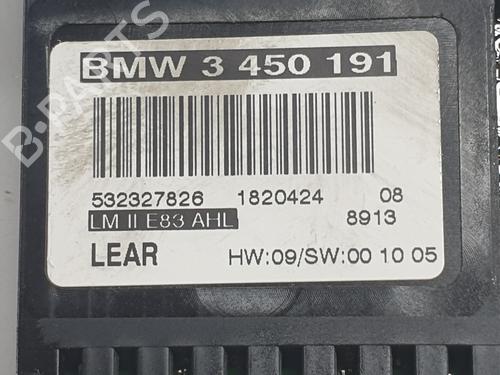 BMW 3 450 191
532327826 1820424 08
LM II E83 AHL 8913
LEAR HW:09/SW:00 10 05
B-PARTS